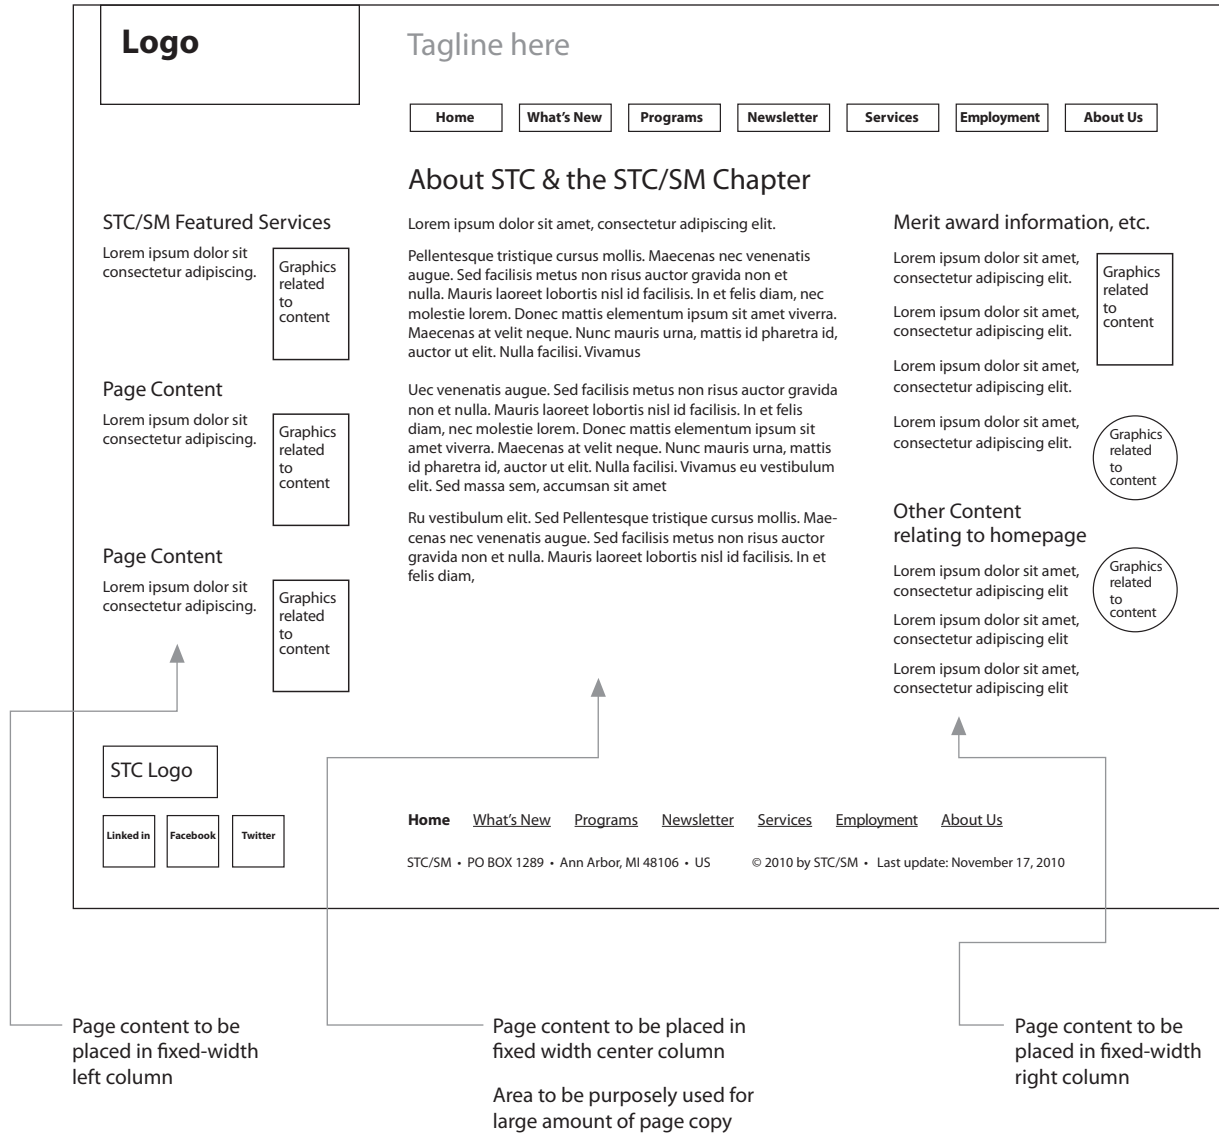 Logo
Tagline here
Home
What's New
Programs
Newsletter
Services
Employment
About Us
About STC & the STC/SM Chapter
STC/SM Featured Services
Lorem ipsum dolor sit
consectetur adipiscing.
Graphics
related
to
content
Page Content
Lorem ipsum dolor sit
consectetur adipiscing.
Graphics
related
to
content
Page Content
Lorem ipsum dolor sit
consectetur adipiscing.
Graphics
related
to
content
Lorem ipsum dolor sit amet, consectetur adipiscing elit.
Pellentesque tristique cursus mollis. Maecenas nec venenatis
augue. Sed facilisis metus non risus auctor gravida non et
nulla. Mauris laoreet lobortis nisl id facilisis. In et felis diam, nec
molestie lorem. Donec mattis elementum ipsum sit amet viverra.
Maecenas at velit neque. Nunc mauris urna, mattis id pharetra id,
auctor ut elit. Nulla facilisi. Vivamus
Uec venenatis augue. Sed facilisis metus non risus auctor gravida
non et nulla. Mauris laoreet lobortis nisl id facilisis. In et felis
diam, nec molestie lorem. Donec mattis elementum ipsum sit
amet viverra. Maecenas at velit neque. Nunc mauris urna, mattis
id pharetra id, auctor ut elit. Nulla facilisi. Vivamus eu vestibulum
elit. Sed massa sem, accumsan sit amet
Ru vestibulum elit. Sed Pellentesque tristique cursus mollis. Mae-
cenas nec venenatis augue. Sed facilisis metus non risus auctor
gravida non et nulla. Mauris laoreet lobortis nisl id facilisis. In et
felis diam,
Merit award information, etc.
Lorem ipsum dolor sit amet,
consectetur adipiscing elit.
Lorem ipsum dolor sit amet,
consectetur adipiscing elit.
Lorem ipsum dolor sit amet,
consectetur adipiscing elit.
Lorem ipsum dolor sit amet,
consectetur adipiscing elit.
Graphics
related
to
content
Graphics
related
to
content
Other Content
relating to homepage
Lorem ipsum dolor sit amet,
consectetur adipiscing elit
Lorem ipsum dolor sit amet,
consectetur adipiscing elit
Lorem ipsum dolor sit amet,
consectetur adipiscing elit
Graphics
related
to
content
STC Logo
Linked in
Facebook
Twitter
Home What's New Programs Newsletter Services Employment About Us
STC/SM • PO BOX 1289 • Ann Arbor, MI 48106 • US © 2010 by STC/SM • Last update: November 17, 2010
Page content to be
placed in fixed-width
left column
Page content to be placed in
fixed width center column
Area to be purposely used for
large amount of page copy
Page content to be
placed in fixed-width
right column